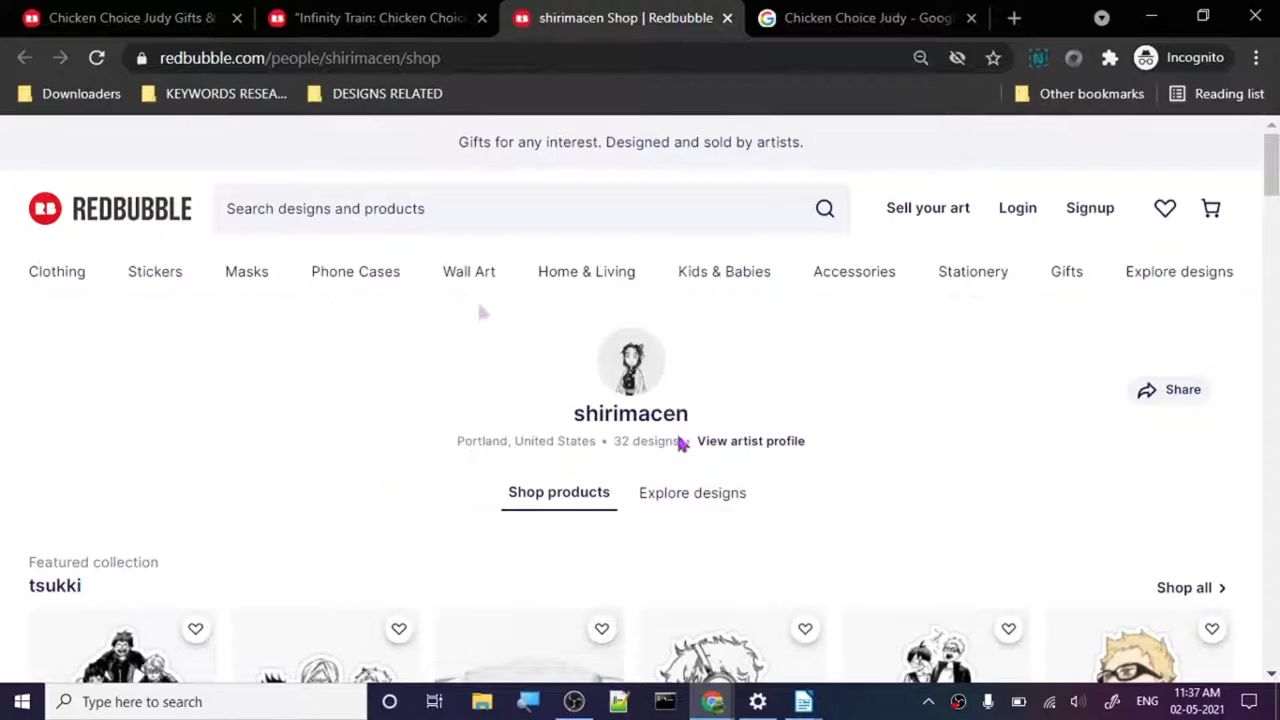 Chicken Choice Judy Gifts &
"Infinity Train: Chicken Choic
shirimacen Shop | Redbubble
Chicken Choice Judy - Googl
redbubble.com/people/shirimacen/shop
Incognito
Downloaders
KEYWORDS RESEA...
DESIGNS RELATED
Other bookmarks
Reading list
Gifts for any interest. Designed and sold by artists.
RB REDBUBBLE
Search designs and products
Sell your art
Login
Signup
Clothing
Stickers
Masks
Phone Cases
Wall Art
Home & Living
Kids & Babies
Accessories
Stationery
Gifts
Explore designs
shirimacen
Share
Portland, United States • 32 designs
View artist profile
Shop products
Explore designs
Featured collection
tsukki
Shop all
Type here to search
ENG
11:37 AM
02-05-2021